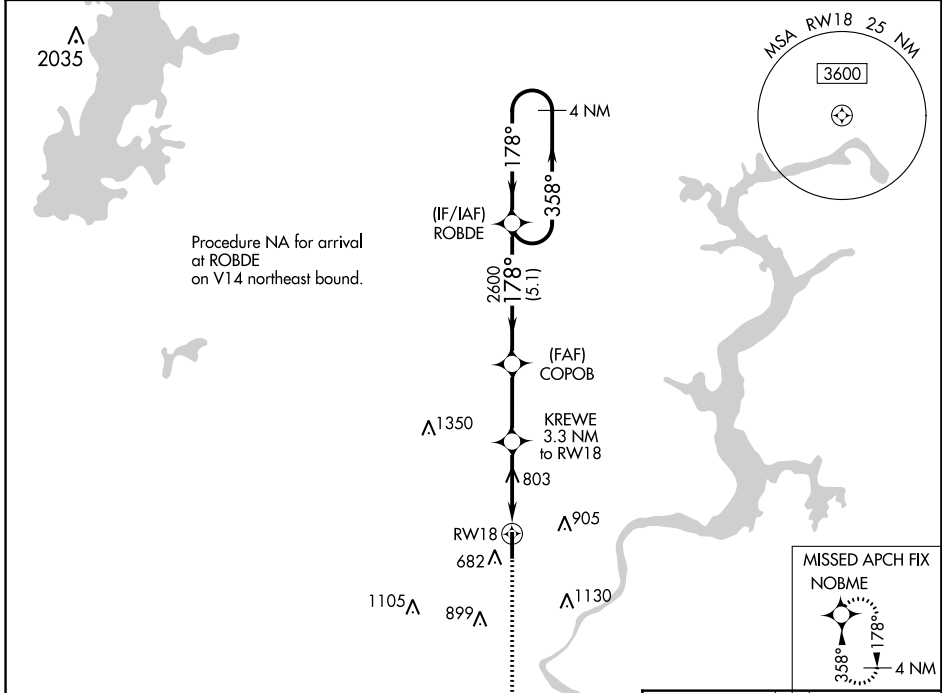 2035
MSA RW18 25 NM
3600
4 NM
178°
358°
(IF/IAF)
ROBDE
Procedure NA for arrival
at ROBDE
on V14 northeast bound.
2600
178°
(5.1)
(FAF)
COPOB
1350
KREWE
3.3 NM
to RW18
803
905
RW18
682
1105
899
1130
MISSED APCH FIX
NOBME
358°
178°
4 NM